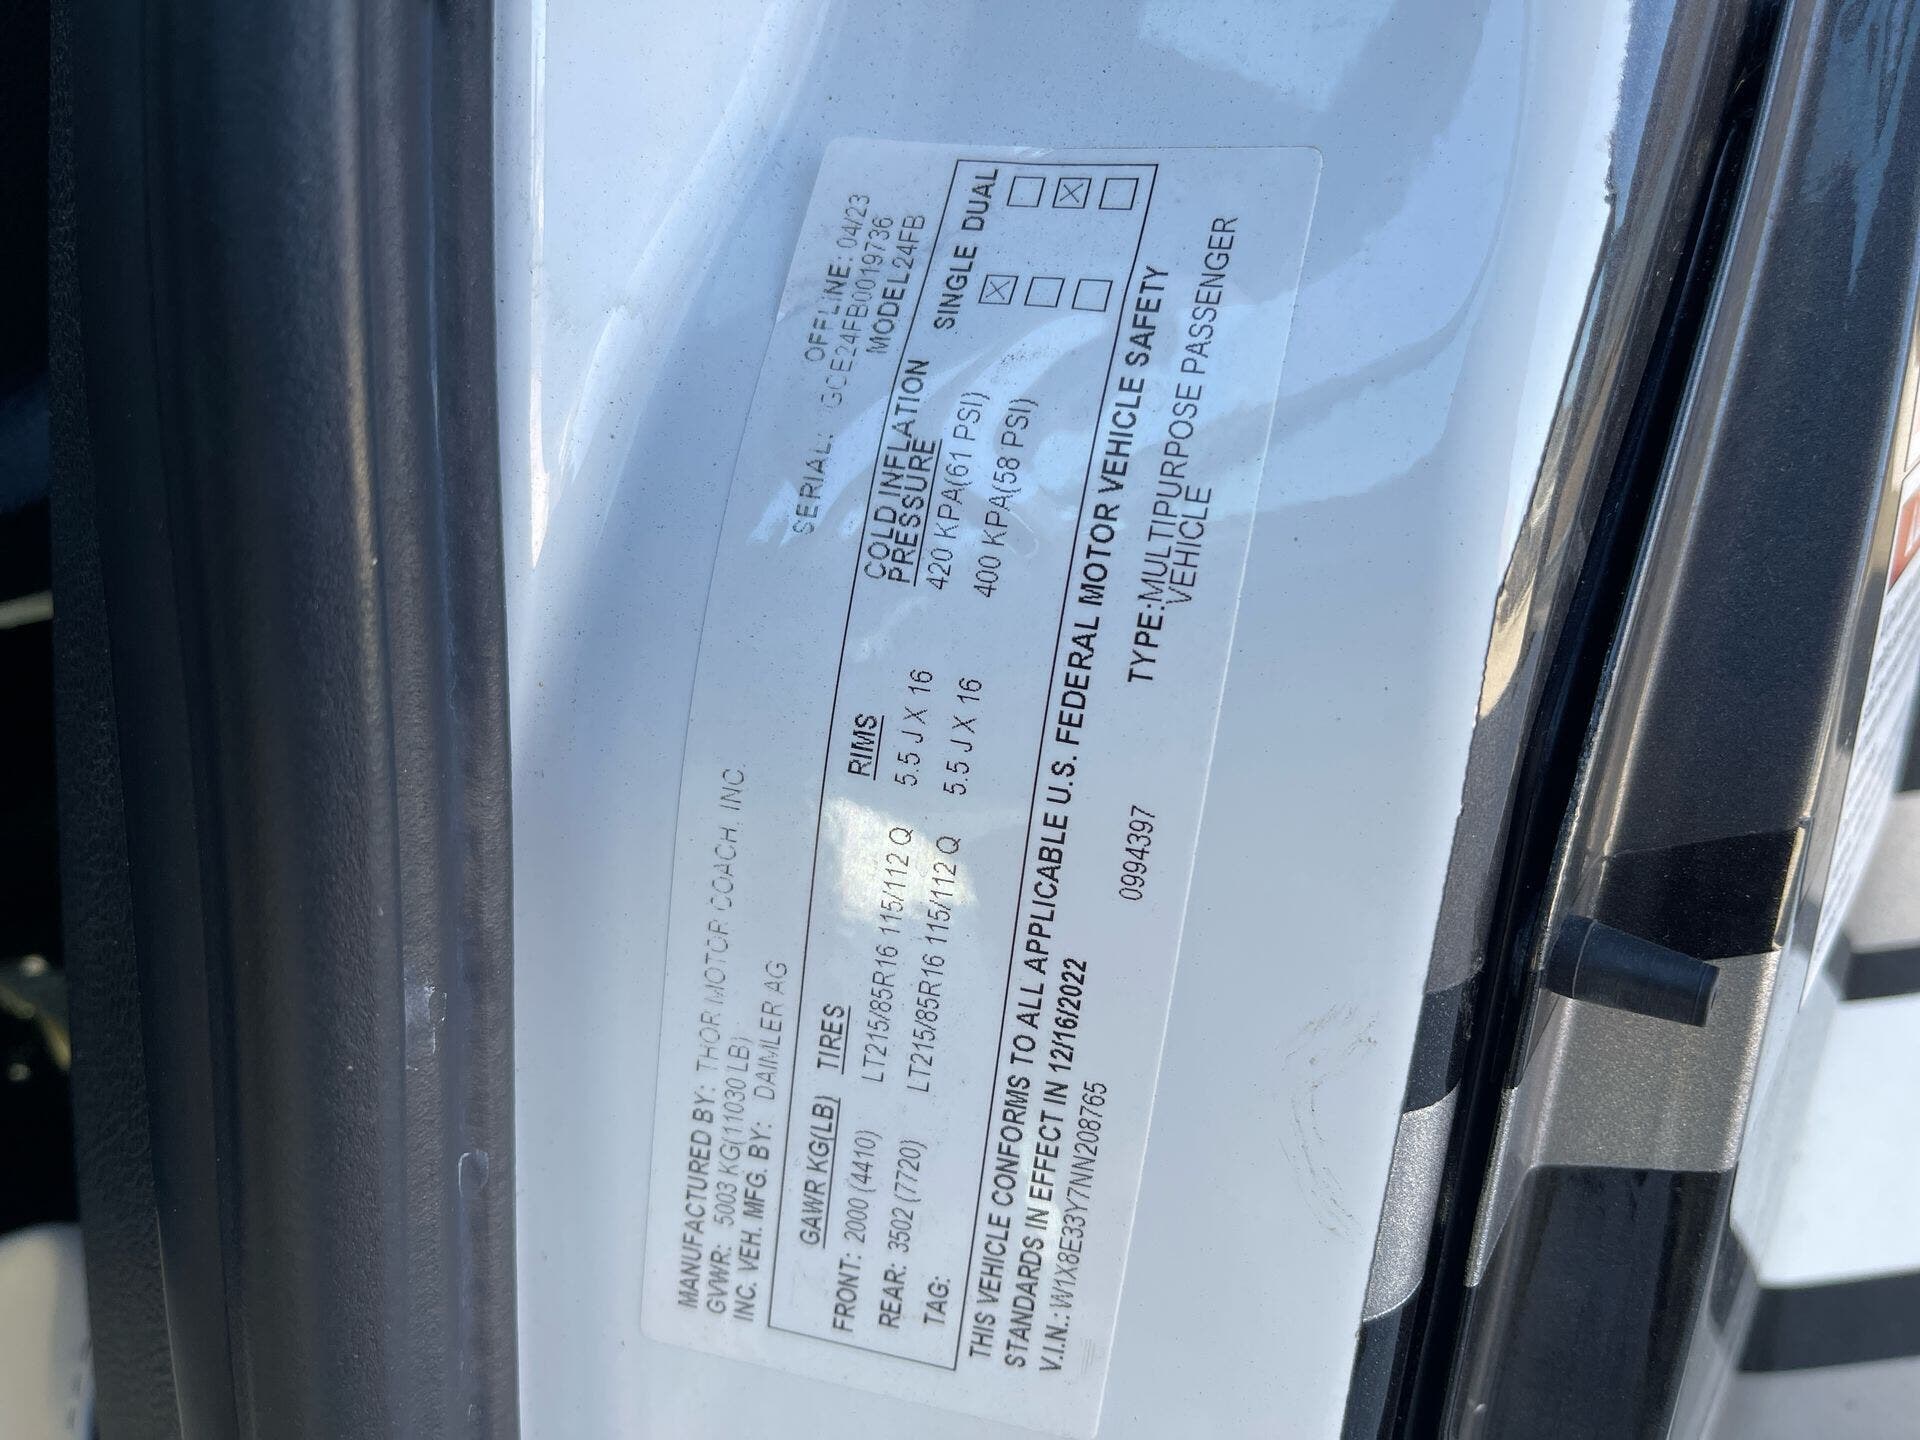 MANUFACTURED BY: THOR MOTOR COACH, INC.
GVWR: 5003 KG(11030 LB)
INC. VEH. MFG. BY: DAIMLER AG
OFFLINE: 04/23
SERIAL: GCE24FB0019736
MODEL24FB
GAWR KG(LB) TIRES RIMS COLD INFLATION PRESSURE SINGLE DUAL
FRONT: 2000 (4410) LT215/85R16 115/112 Q 5.5 J X 16 420 KPA(61 PSI) ☒ ☐
REAR: 3502 (7720) LT215/85R16 115/112 Q 5.5 J X 16 400 KPA(58 PSI) ☐ ☒
TAG: ☐ ☐
THIS VEHICLE CONFORMS TO ALL APPLICABLE U.S. FEDERAL MOTOR VEHICLE SAFETY
STANDARDS IN EFFECT IN 12/16/2022
V.I.N.: W1X8E33Y7NN208765 0994397 TYPE:MULTIPURPOSE PASSENGER
VEHICLE